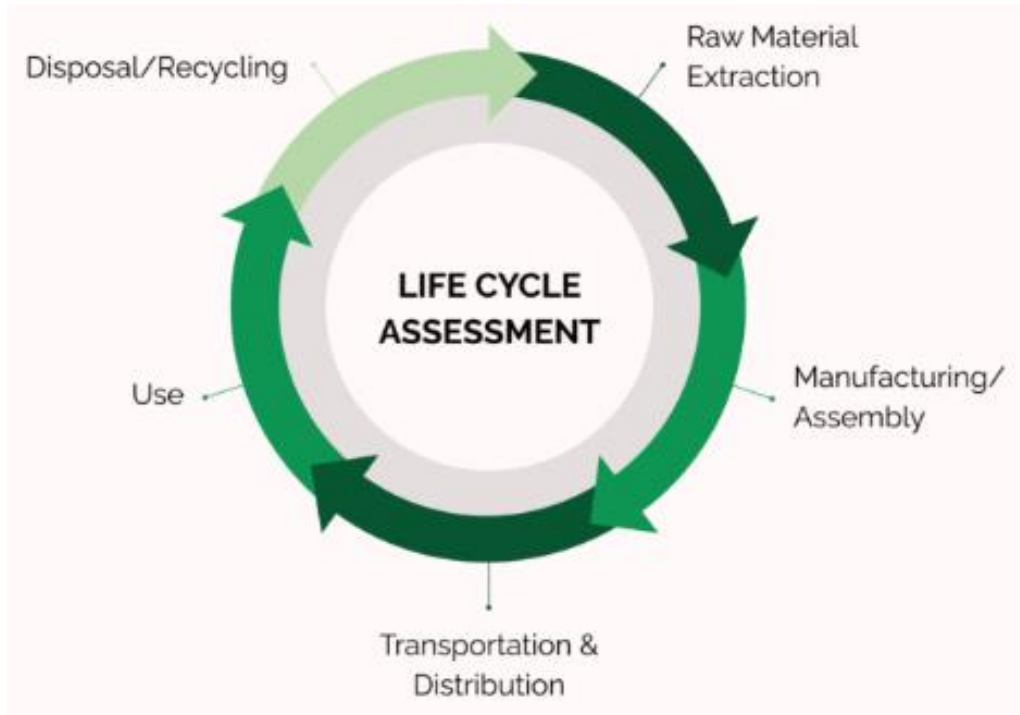 Disposal/Recycling
Raw Material
Extraction
LIFE CYCLE
ASSESSMENT
Use
Manufacturing/
Assembly
Transportation &
Distribution